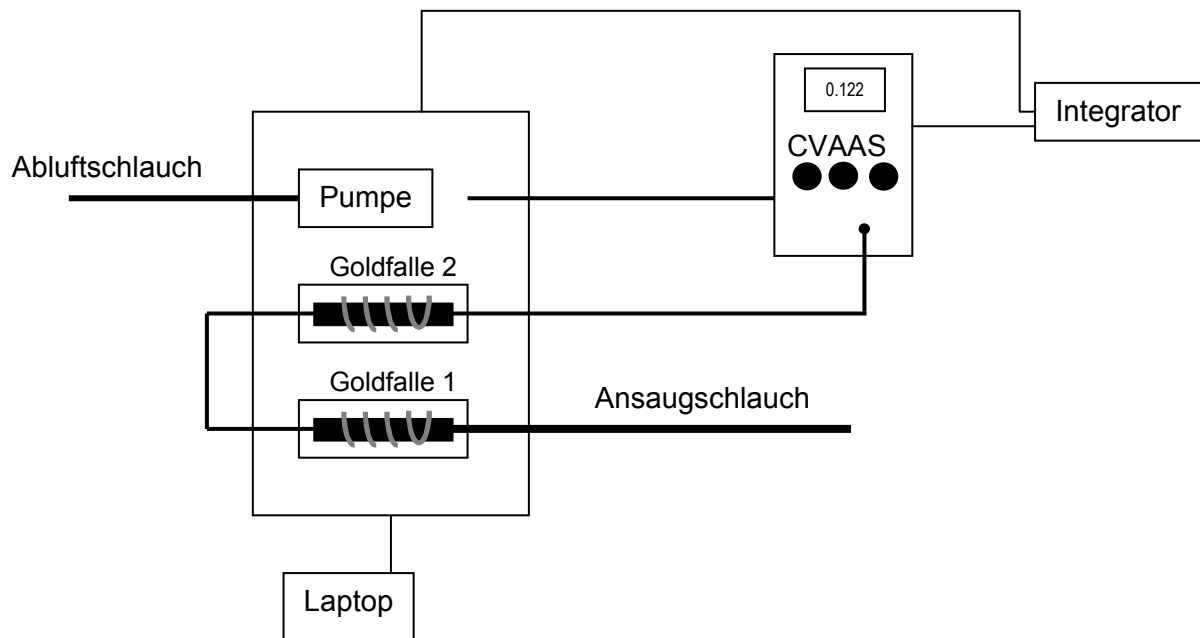 0.122
Integrator
CVAAS
Abluftschlauch
Pumpe
Goldfalle 2
Goldfalle 1
Ansaugschlauch
Laptop